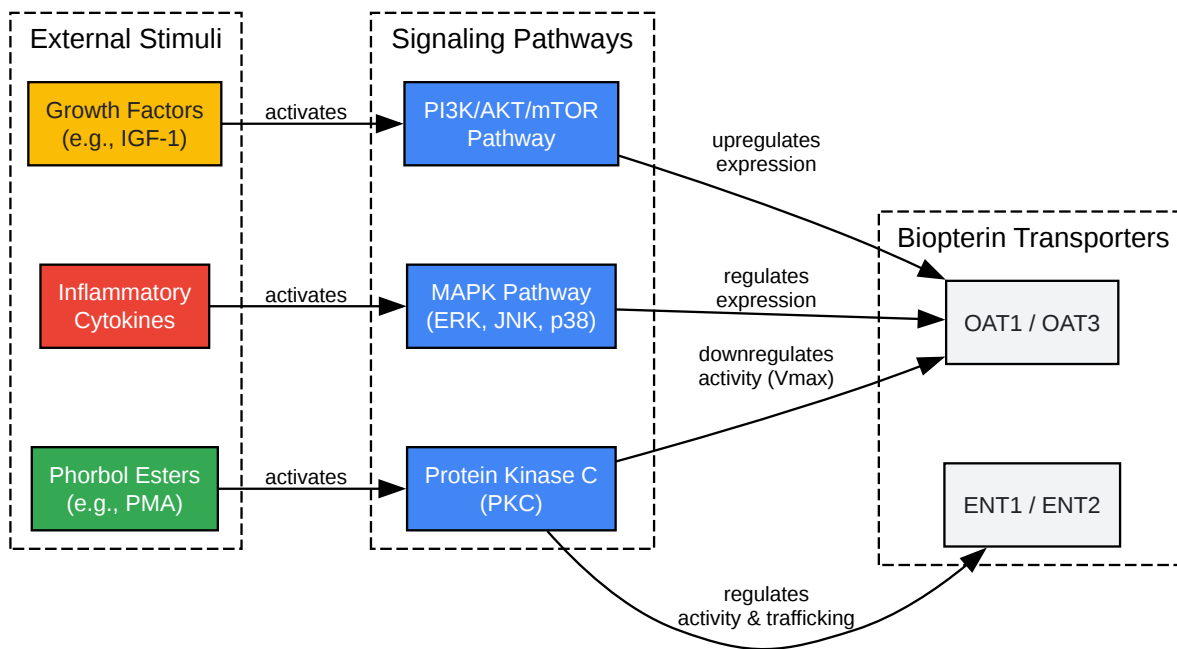 External Stimuli
Signaling Pathways
Growth Factors
(e.g., IGF-1)
activates
PI3K/AKT/mTOR
Pathway
upregulates
expression
Biopterin Transporters
Inflammatory
Cytokines
activates
MAPK Pathway
(ERK, JNK, p38)
regulates
expression
OAT1 / OAT3
downregulates
activity (Vmax)
Phorbol Esters
(e.g., PMA)
activates
Protein Kinase C
(PKC)
ENT1 / ENT2
regulates
activity & trafficking